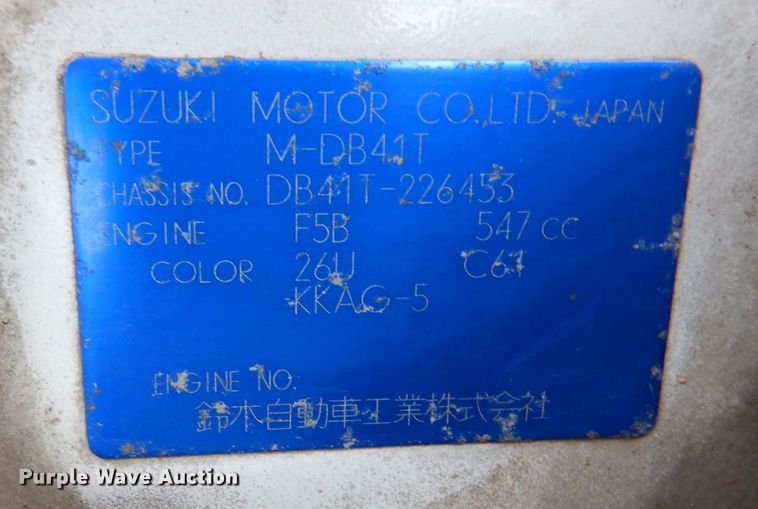 SUZUKI MOTOR CO.,LTD. JAPAN
TYPE M-DB41T
CHASSIS NO. DB41T-226453
ENGINE F5B 547 CC
COLOR 26U C61
KKAG-5
ENGINE NO.
鈴木自動車工業株式会社
Purple Wave Auction